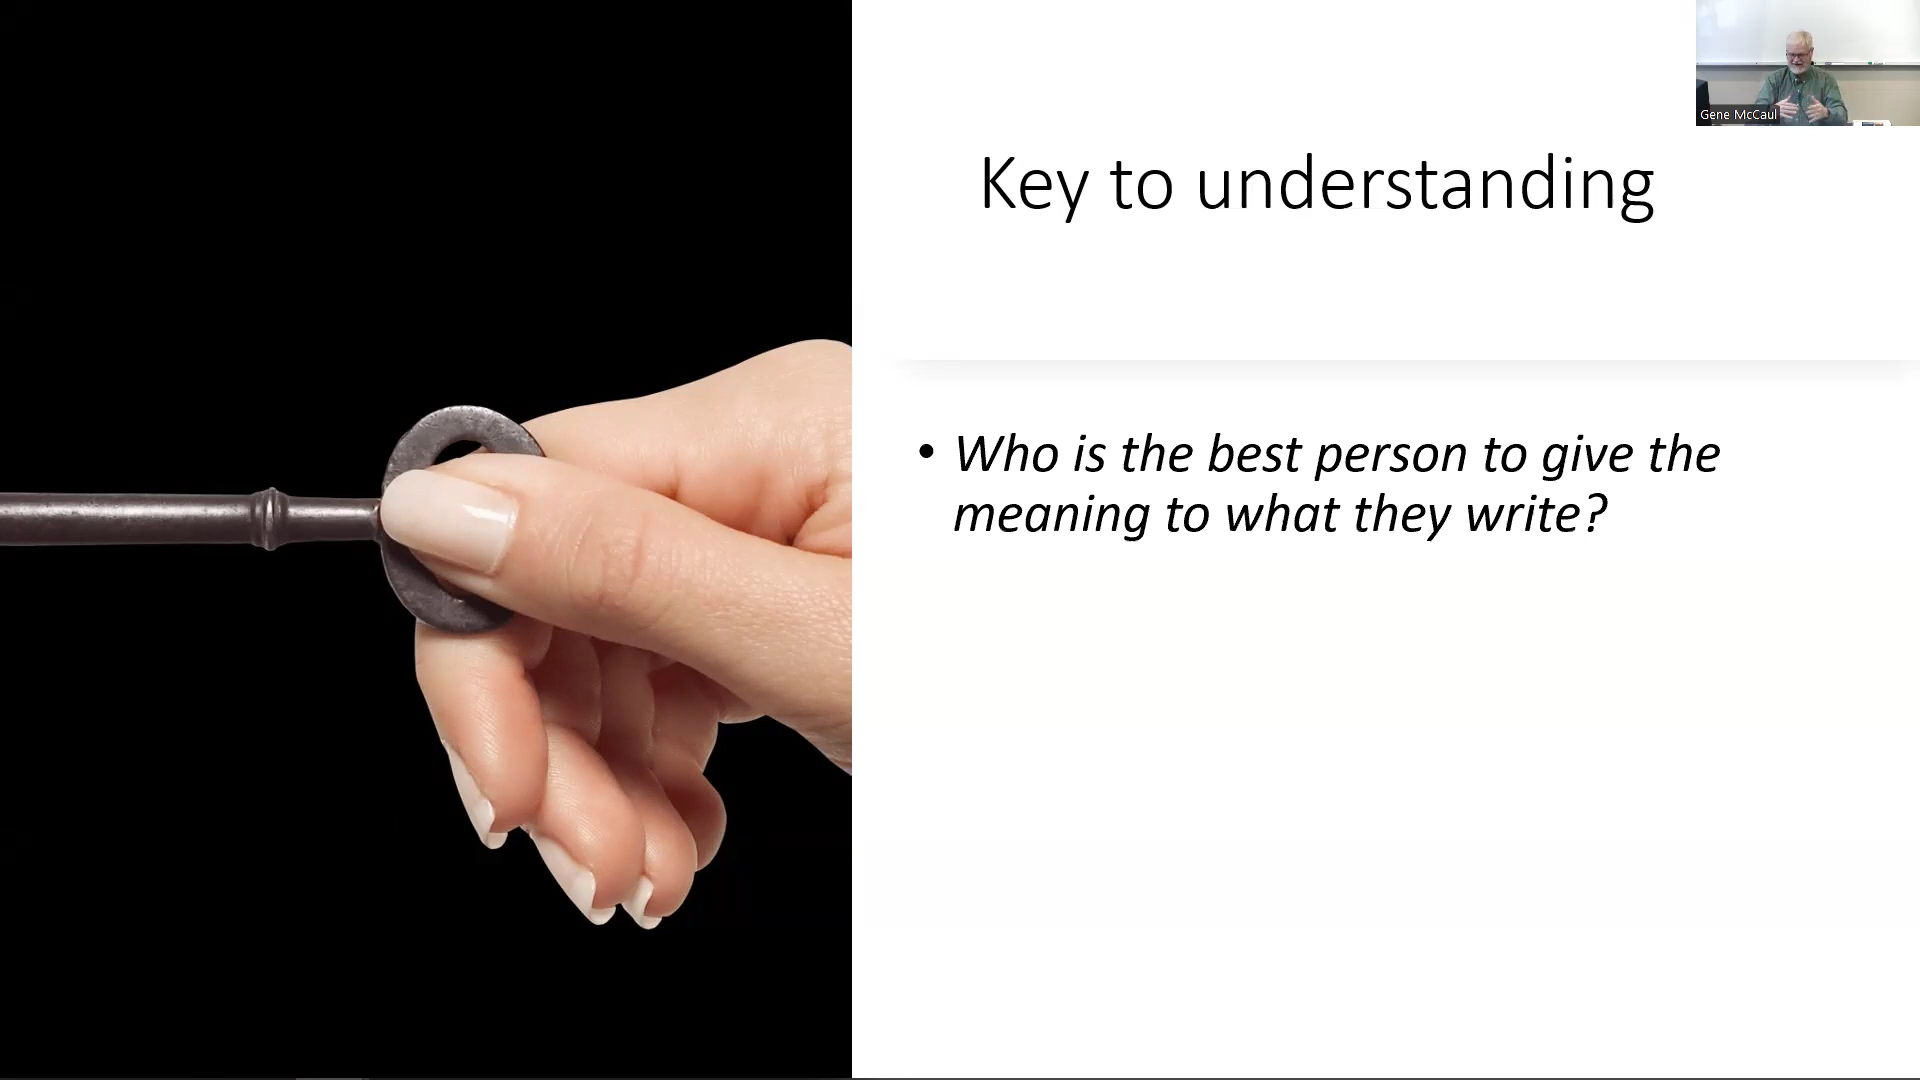 Gene McCaul
Key to understanding
• Who is the best person to give the
meaning to what they write?